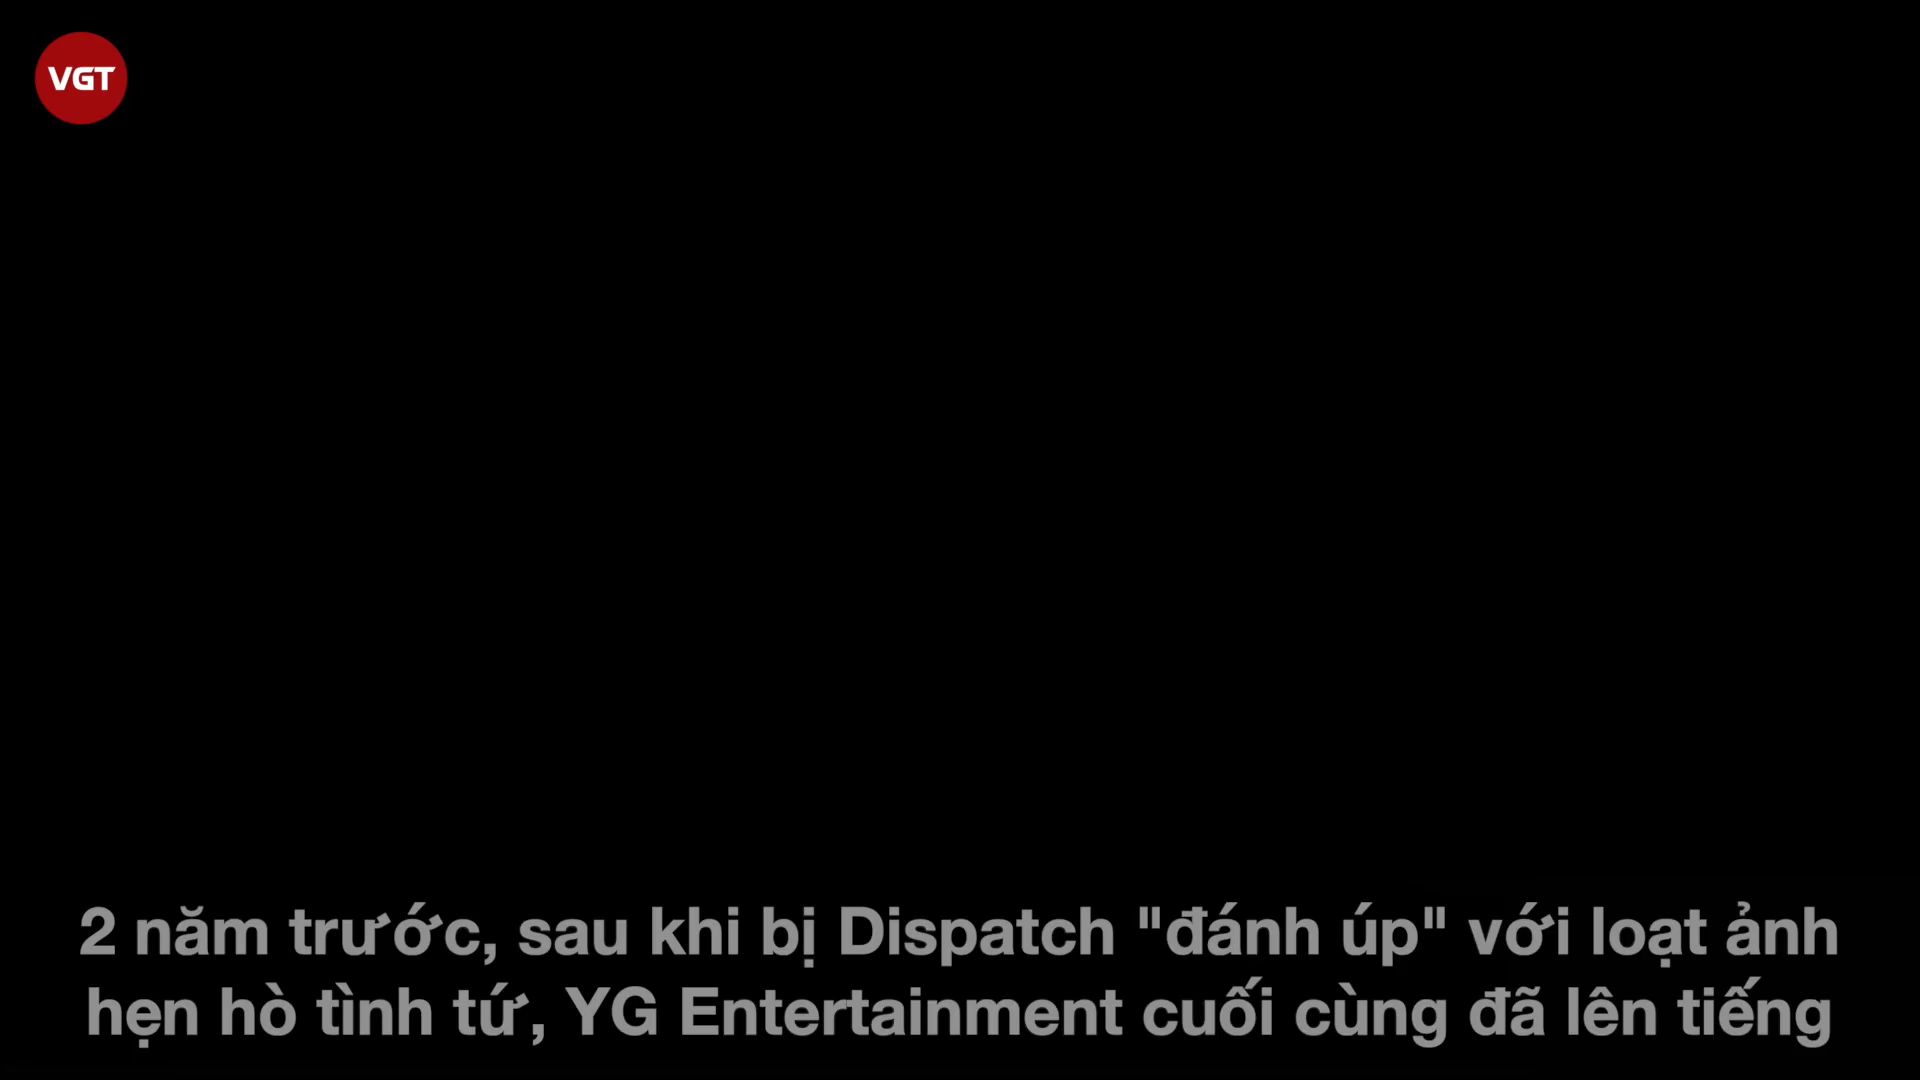 VGT
2 năm trước, sau khi bị Dispatch "đánh úp" với loạt ảnh
hẹn hò tình tứ, YG Entertainment cuối cùng đã lên tiếng